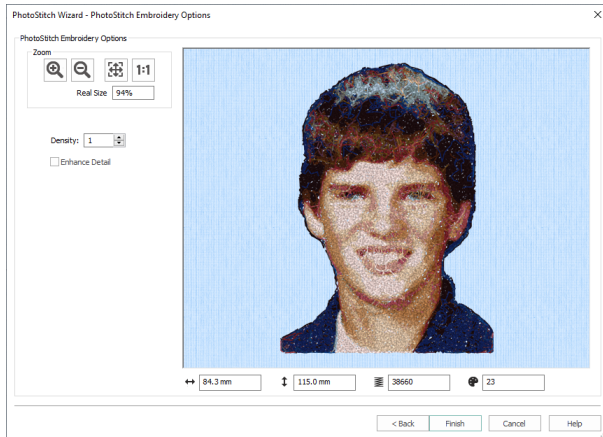 PhotoStitch Wizard - PhotoStitch Embroidery Options
PhotoStitch Embroidery Options
Zoom
1:1
Real Size 94%
Density: 1
Enhance Detail
84.3 mm 115.0 mm 38660 23
< Back Finish Cancel Help